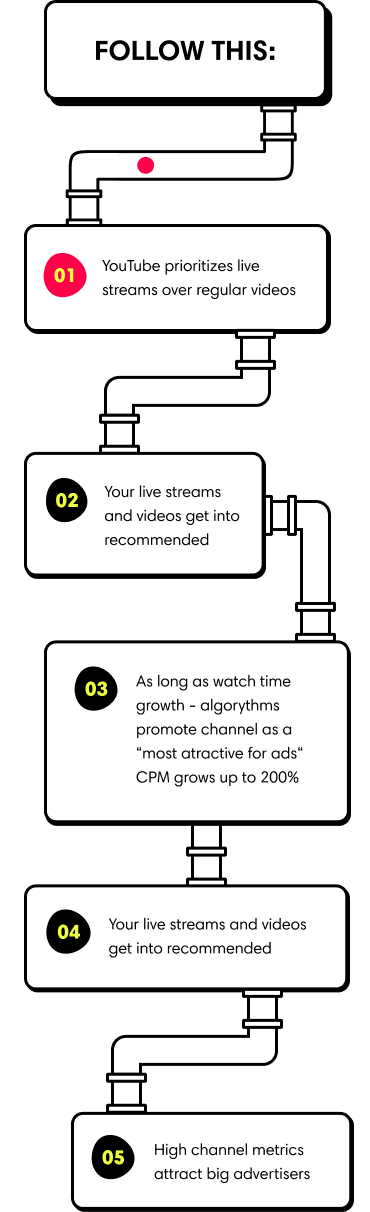 FOLLOW THIS:
01
YouTube prioritizes live
streams over regular videos
02
Your live streams
and videos get into
recommended
03
As long as watch time
growth - algorythms
promote channel as a
“most atractive for ads“
CPM grows up to 200%
04
Your live streams and videos
get into recommended
05
High channel metrics
attract big advertisers